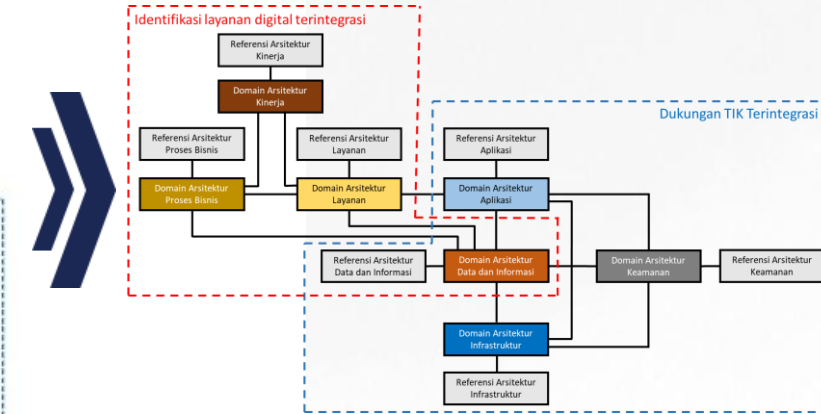 Identifikasi layanan digital terintegrasi
Referensi Arsitektur
Kinerja
Domain Arsitektur
Kinerja
Dukungan TIK Terintegrasi
Referensi Arsitektur
Proses Bisnis
Referensi Arsitektur
Layanan
Referensi Arsitektur
Aplikasi
Domain Arsitektur
Proses Bisnis
Domain Arsitektur
Layanan
Domain Arsitektur
Aplikasi
Referensi Arsitektur
Data dan Informasi
Domain Arsitektur
Data dan Informasi
Domain Arsitektur
Keamanan
Referensi Arsitektur
Keamanan
Domain Arsitektur
Infrastruktur
Referensi Arsitektur
Infrastruktur